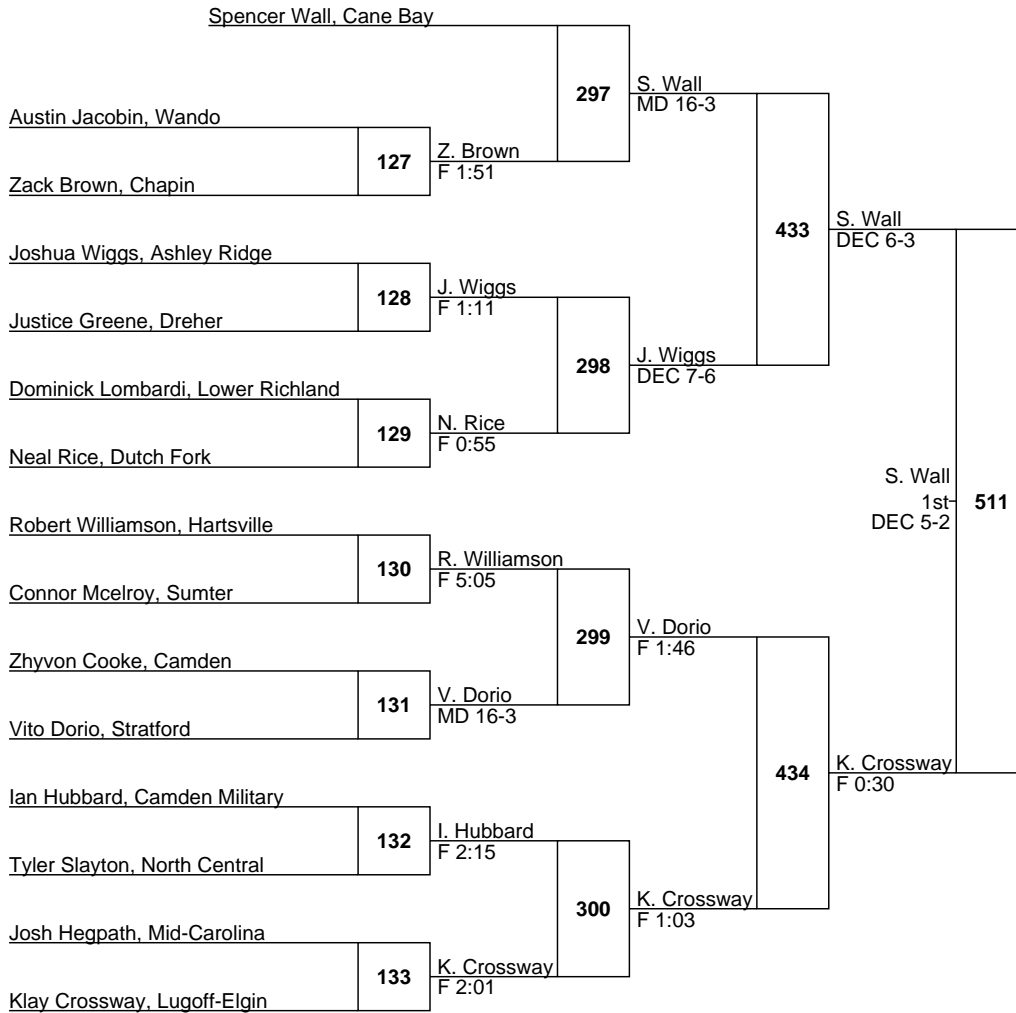 Spencer Wall, Cane Bay
297
S. Wall
MD 16-3
Austin Jacobin, Wando
127
Z. Brown
F 1:51
Zack Brown, Chapin
433
S. Wall
DEC 6-3
Joshua Wiggs, Ashley Ridge
128
J. Wiggs
F 1:11
Justice Greene, Dreher
298
J. Wiggs
DEC 7-6
Dominick Lombardi, Lower Richland
129
N. Rice
F 0:55
Neal Rice, Dutch Fork
S. Wall
1st
DEC 5-2
511
Robert Williamson, Hartsville
130
R. Williamson
F 5:05
Connor Mcelroy, Sumter
299
V. Dorio
F 1:46
Zhyvon Cooke, Camden
131
V. Dorio
MD 16-3
Vito Dorio, Stratford
434
K. Crossway
F 0:30
Ian Hubbard, Camden Military
132
I. Hubbard
F 2:15
Tyler Slayton, North Central
300
K. Crossway
F 1:03
Josh Hegpath, Mid-Carolina
133
K. Crossway
F 2:01
Klay Crossway, Lugoff-Elgin